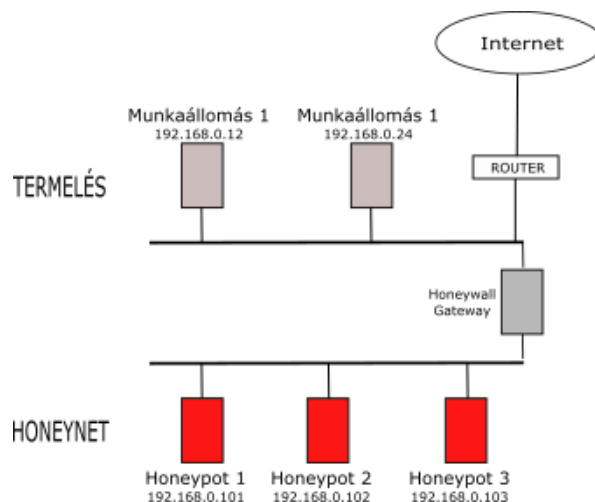 Internet
Munkaállomás 1
192.168.0.12
Munkaállomás 1
192.168.0.24
ROUTER
TERMELÉS
Honeywall
Gateway
HONEYNET
Honeypot 1
192.168.0.101
Honeypot 2
192.168.0.102
Honeypot 3
192.168.0.103